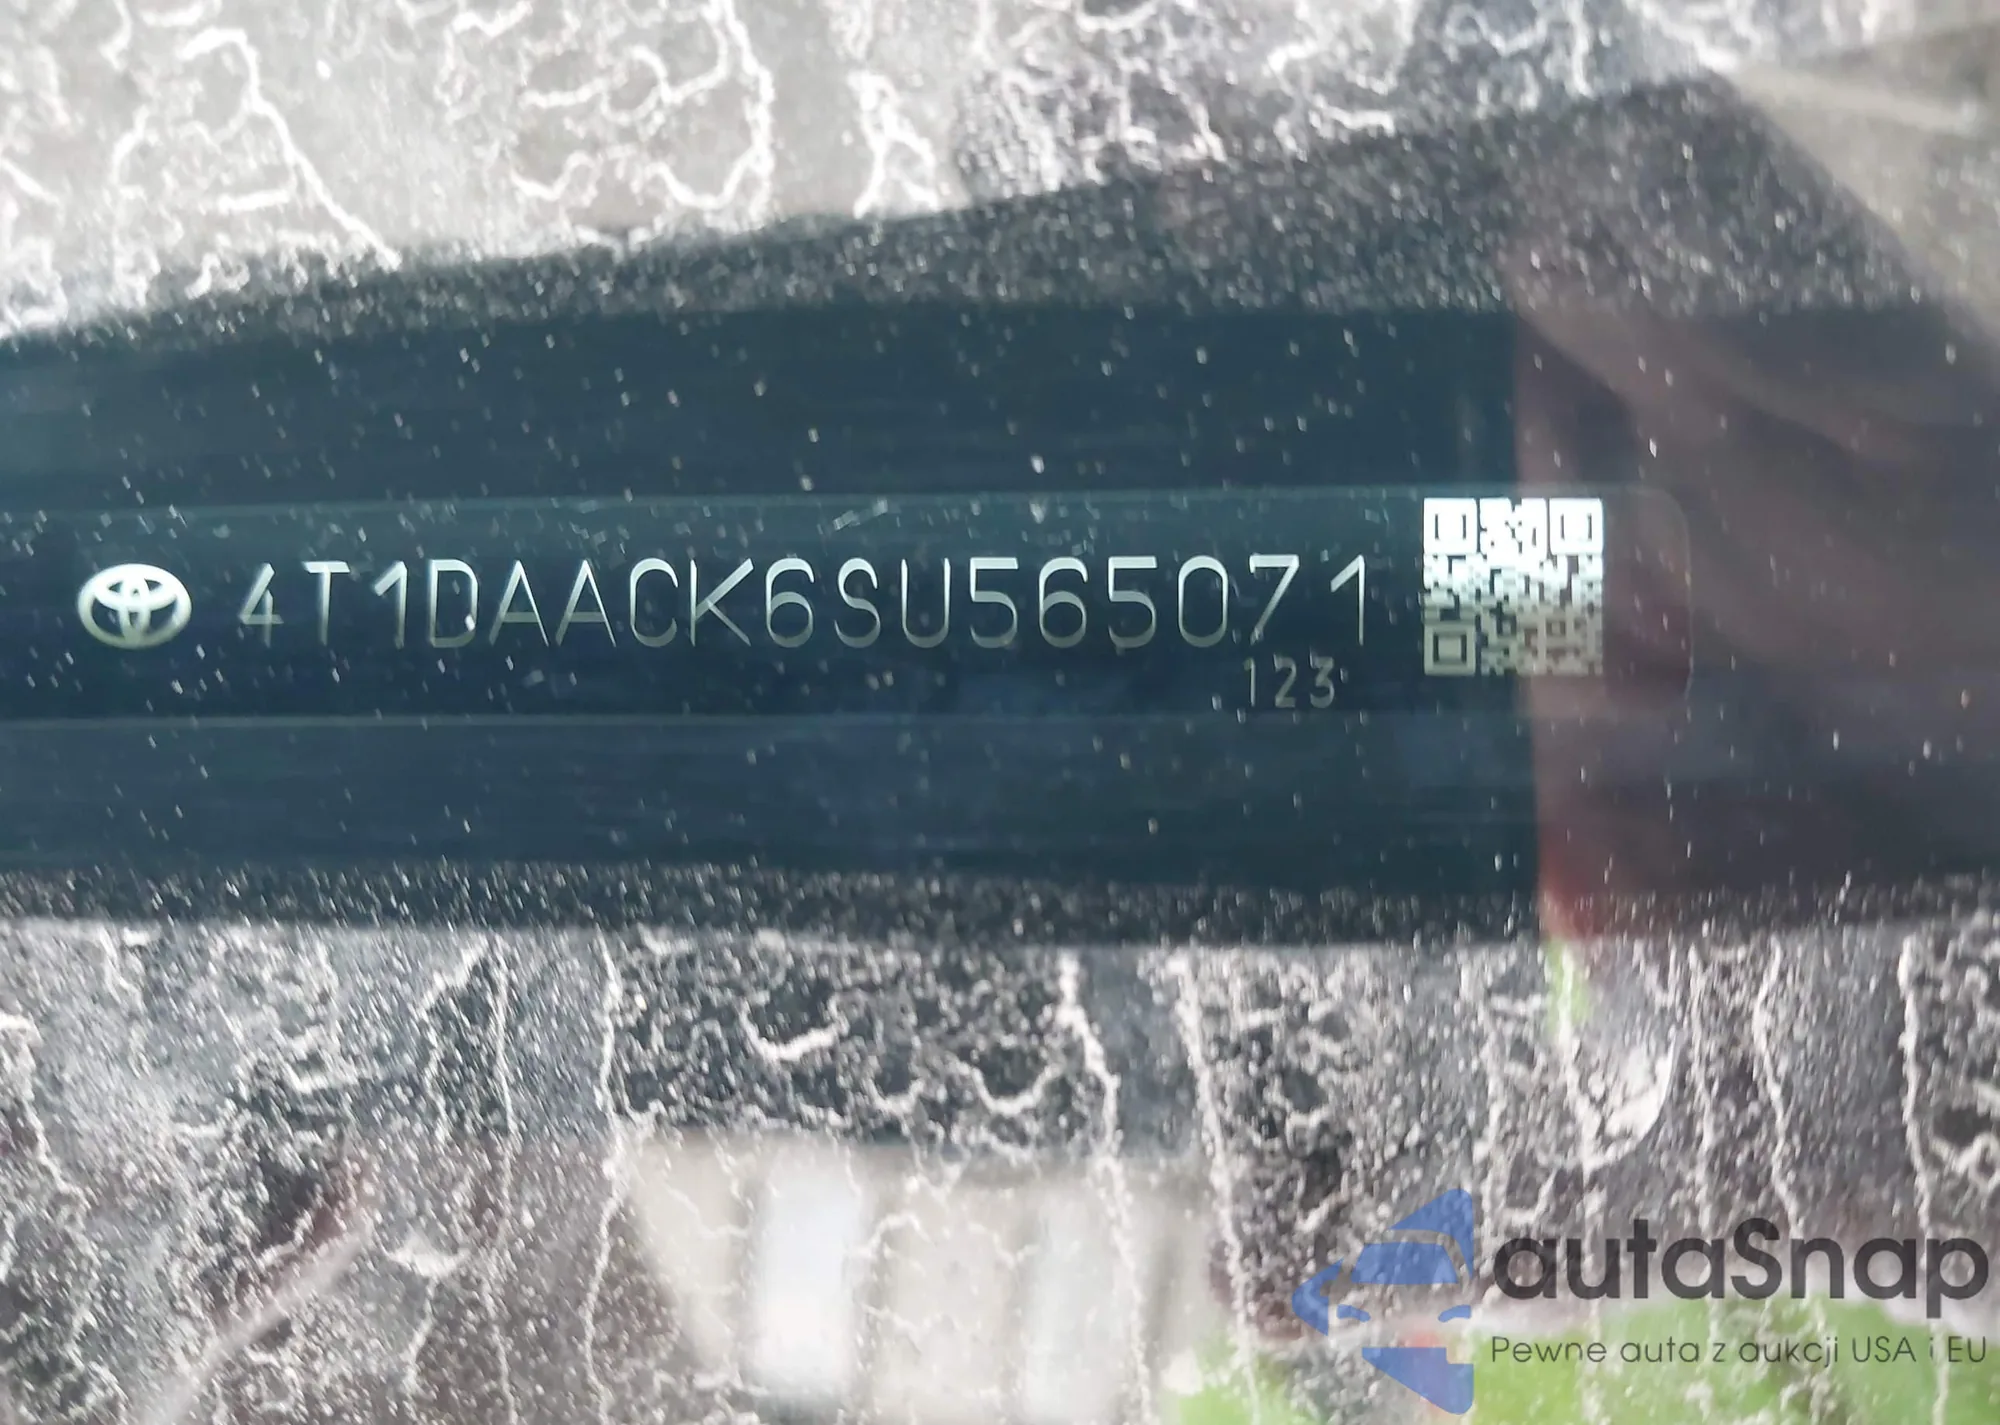 4T1DAACK6SU565071
123
autaSnap
Pewne auta z aukcji USA i EU